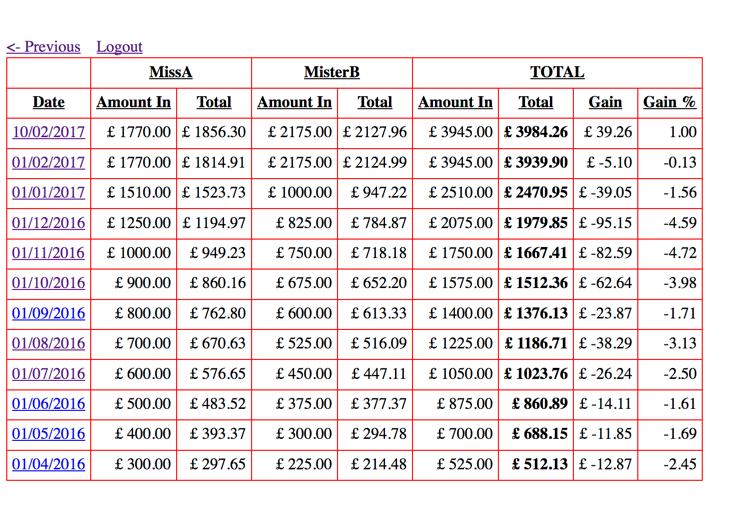 <- Previous Logout
MissA MisterB TOTAL
Date Amount In Total Amount In Total Amount In Total Gain Gain %
10/02/2017 £ 1770.00 £ 1856.30 £ 2175.00 £ 2127.96 £ 3945.00 £ 3984.26 £ 39.26 1.00
01/02/2017 £ 1770.00 £ 1814.91 £ 2175.00 £ 2124.99 £ 3945.00 £ 3939.90 £ -5.10 -0.13
01/01/2017 £ 1510.00 £ 1523.73 £ 1000.00 £ 947.22 £ 2510.00 £ 2470.95 £ -39.05 -1.56
01/12/2016 £ 1250.00 £ 1194.97 £ 825.00 £ 784.87 £ 2075.00 £ 1979.85 £ -95.15 -4.59
01/11/2016 £ 1000.00 £ 949.23 £ 750.00 £ 718.18 £ 1750.00 £ 1667.41 £ -82.59 -4.72
01/10/2016 £ 900.00 £ 860.16 £ 675.00 £ 652.20 £ 1575.00 £ 1512.36 £ -62.64 -3.98
01/09/2016 £ 800.00 £ 762.80 £ 600.00 £ 613.33 £ 1400.00 £ 1376.13 £ -23.87 -1.71
01/08/2016 £ 700.00 £ 670.63 £ 525.00 £ 516.09 £ 1225.00 £ 1186.71 £ -38.29 -3.13
01/07/2016 £ 600.00 £ 576.65 £ 450.00 £ 447.11 £ 1050.00 £ 1023.76 £ -26.24 -2.50
01/06/2016 £ 500.00 £ 483.52 £ 375.00 £ 377.37 £ 875.00 £ 860.89 £ -14.11 -1.61
01/05/2016 £ 400.00 £ 393.37 £ 300.00 £ 294.78 £ 700.00 £ 688.15 £ -11.85 -1.69
01/04/2016 £ 300.00 £ 297.65 £ 225.00 £ 214.48 £ 525.00 £ 512.13 £ -12.87 -2.45